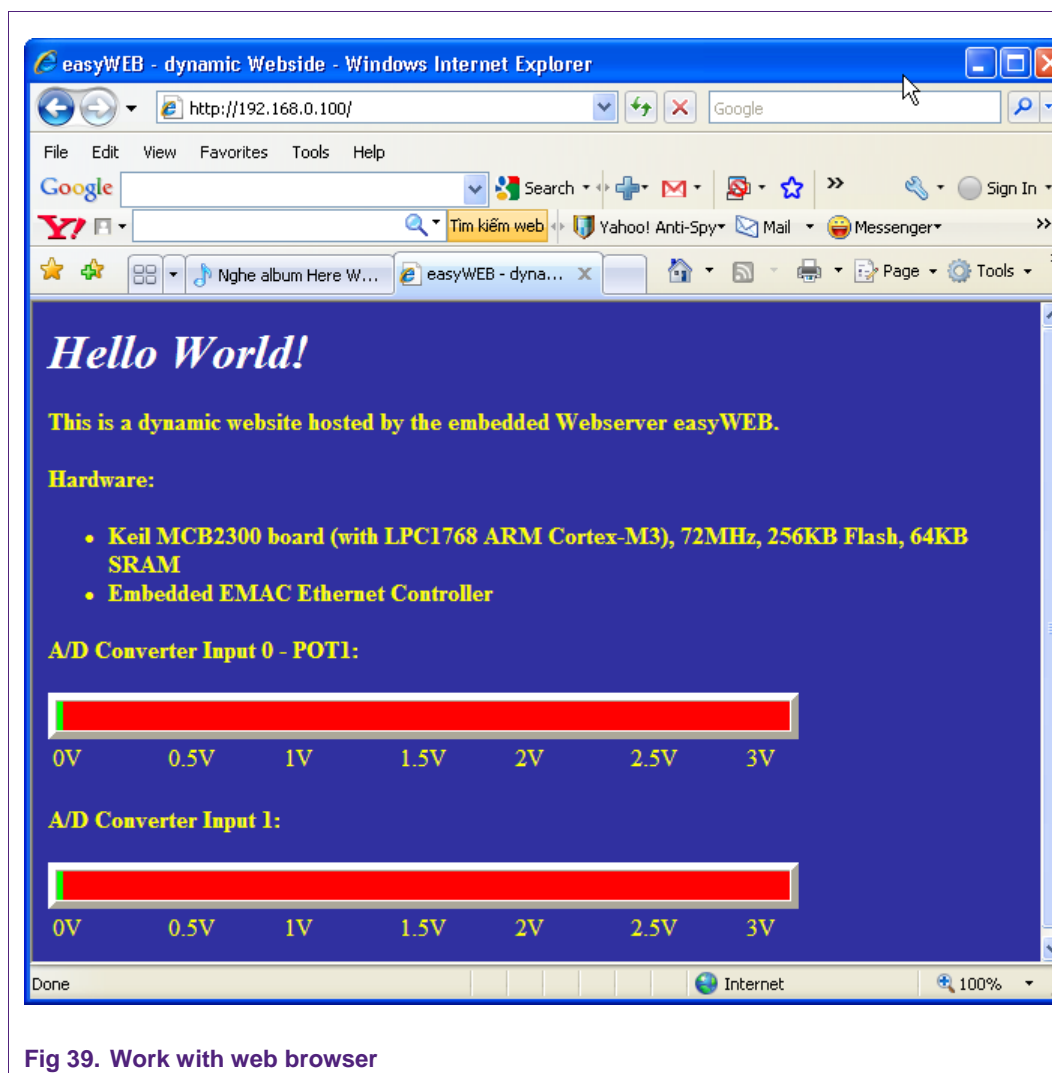 easyWEB - dynamic Webside - Windows Internet Explorer
http://192.168.0.100/ Google
File Edit View Favorites Tools Help
Google Search Sign In
Y! Tìm kiếm web Yahoo! Anti-Spy Mail Messenger
Nghe album Here W... easyWEB - dyna... Page Tools
Hello World!
This is a dynamic website hosted by the embedded Webserver easyWEB.
Hardware:
• Keil MCB2300 board (with LPC1768 ARM Cortex-M3), 72MHz, 256KB Flash, 64KB
SRAM
• Embedded EMAC Ethernet Controller
A/D Converter Input 0 - POT1:
0V 0.5V 1V 1.5V 2V 2.5V 3V
A/D Converter Input 1:
0V 0.5V 1V 1.5V 2V 2.5V 3V
Done Internet 100%
Fig 39. Work with web browser